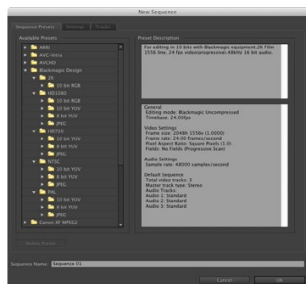 New Sequence
Sequence Presets Settings Tracks
Available Presets
ARRI
AVC-Intra
AVCHD
Blackmagic Design
2K
10 bit RGB
HD1080
10 bit RGB
10 bit YUV
8 bit YUV
JPEG
HD720
10 bit YUV
8 bit YUV
JPEG
NTSC
10 bit YUV
8 bit YUV
JPEG
PAL
10 bit YUV
8 bit YUV
JPEG
Canon XF MPEG2
Delete Preset
Preset Description
For editing in 10 bits with Blackmagic equipment.2K Film
1556 line, 24 fps video(progressive).48kHz 16 bit audio.
General
Editing mode: Blackmagic Uncompressed
Timebase: 24.00fps
Video Settings
Frame size: 2048h 1556v (1.0000)
Frame rate: 24.00 frames/second
Pixel Aspect Ratio: Square Pixels (1.0)
Fields: No Fields (Progressive Scan)
Audio Settings
Sample rate: 48000 samples/second
Default Sequence
Total video tracks: 3
Master track type: Stereo
Audio Tracks:
Audio 1: Standard
Audio 2: Standard
Audio 3: Standard
Sequence Name: Sequence 01
Cancel OK